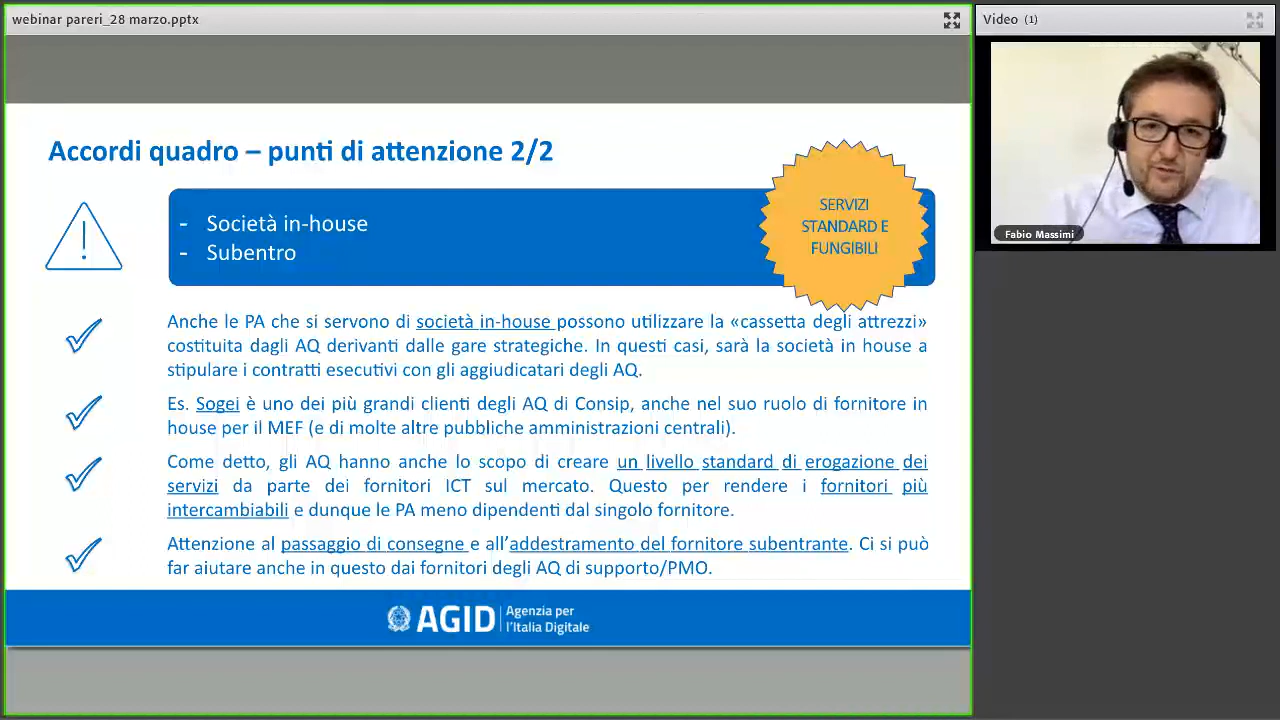 webinar pareri_28 marzo.pptx
Video (1)
Fabio Massimi
Accordi quadro – punti di attenzione 2/2
- Società in-house
- Subentro
SERVIZI
STANDARD E
FUNGIBILI
Anche le PA che si servono di società in-house possono utilizzare la «cassetta degli attrezzi»
costituita dagli AQ derivanti dalle gare strategiche. In questi casi, sarà la società in house a
stipulare i contratti esecutivi con gli aggiudicatari degli AQ.
Es. Sogei è uno dei più grandi clienti degli AQ di Consip, anche nel suo ruolo di fornitore in
house per il MEF (e di molte altre pubbliche amministrazioni centrali).
Come detto, gli AQ hanno anche lo scopo di creare un livello standard di erogazione dei
servizi da parte dei fornitori ICT sul mercato. Questo per rendere i fornitori più
intercambiabili e dunque le PA meno dipendenti dal singolo fornitore.
Attenzione al passaggio di consegne e all'addestramento del fornitore subentrante. Ci si può
far aiutare anche in questo dai fornitori degli AQ di supporto/PMO.
AGID
Agenzia per
l'Italia Digitale